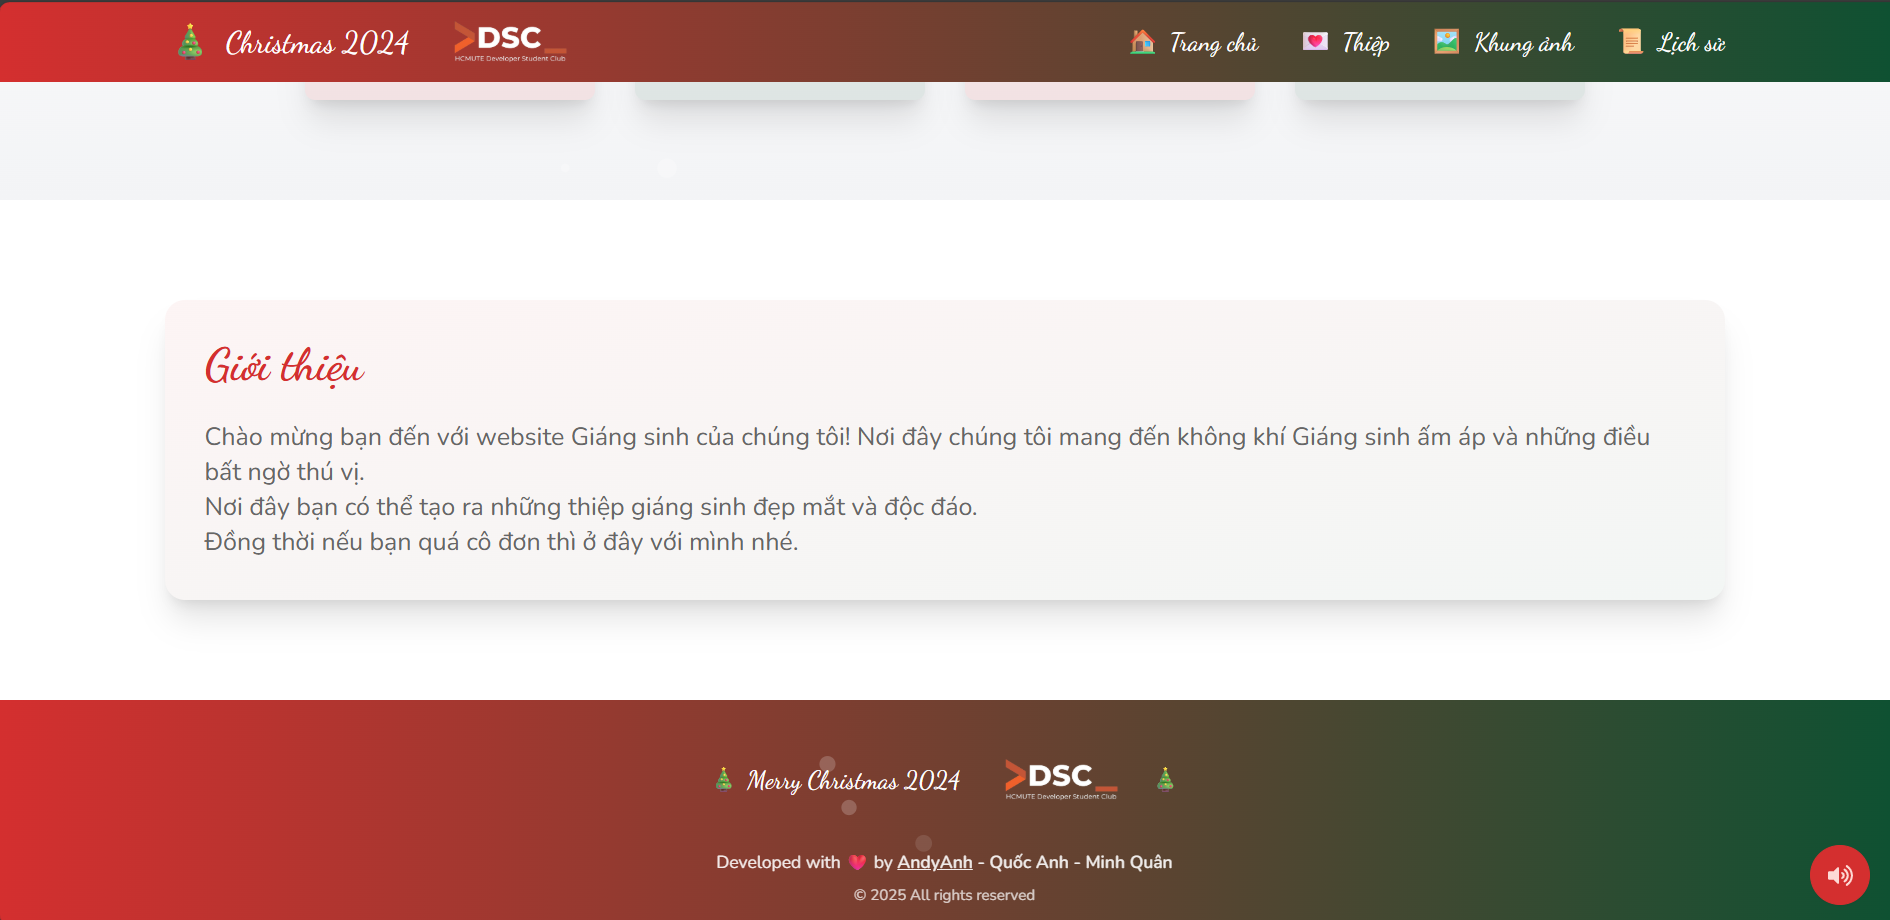 Christmas 2024
>DSC_
HCMUTE Developer Student Club
Trang chủ
Thiệp
Khung ảnh
Lịch sử
Giới thiệu
Chào mừng bạn đến với website Giáng sinh của chúng tôi! Nơi đây chúng tôi mang đến không khí Giáng sinh ấm áp và những điều
bất ngờ thú vị.
Nơi đây bạn có thể tạo ra những thiệp giáng sinh đẹp mắt và độc đáo.
Đồng thời nếu bạn quá cô đơn thì ở đây với mình nhé.
Merry Christmas 2024
>DSC_
HCMUTE Developer Student Club
Developed with 💗 by AndyAnh - Quốc Anh - Minh Quân
© 2025 All rights reserved